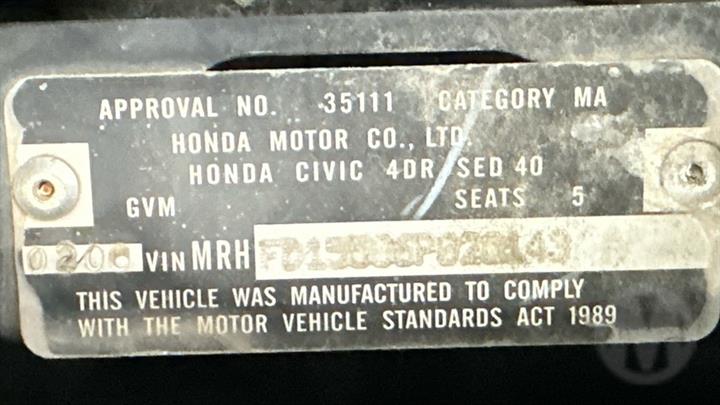 APPROVAL NO. 35111 CATEGORY MA
HONDA MOTOR CO., LTD.
HONDA CIVIC 4DR SED 40
GVM SEATS 5
VIN MRH
THIS VEHICLE WAS MANUFACTURED TO COMPLY
WITH THE MOTOR VEHICLE STANDARDS ACT 1989